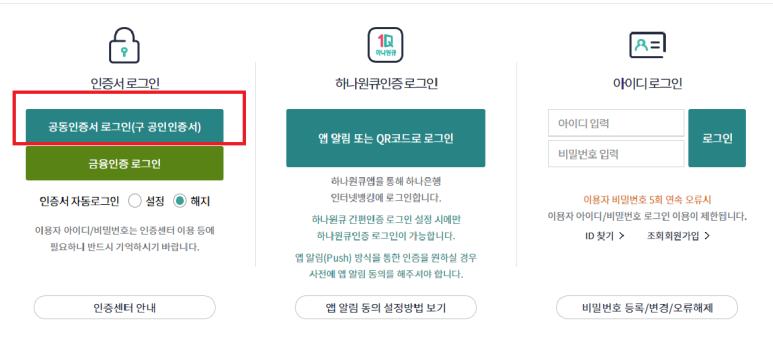 1Q
하나원큐
인증서 로그인
공동인증서 로그인(구 공인인증서)
금융인증 로그인
인증서 자동로그인 설정 해지
이용자 아이디/비밀번호는 인증센터 이용 등에
필요하니 반드시 기억하시기 바랍니다.
인증센터 안내
하나원큐인증 로그인
앱 알림 또는 QR코드로 로그인
하나원큐앱을 통해 하나은행
인터넷뱅킹에 로그인합니다.
하나원큐 간편인증 로그인 설정 시에만
하나원큐인증 로그인이 가능합니다.
앱 알림(Push) 방식을 통한 인증을 원하실 경우
사전에 앱 알림 동의를 해주셔야 합니다.
앱 알림 동의 설정방법 보기
아이디 로그인
아이디 입력
비밀번호 입력
로그인
이용자 비밀번호 5회 연속 오류시
이용자 아이디/비밀번호 로그인 이용이 제한됩니다.
ID 찾기 > 조회회원가입 >
비밀번호 등록/변경/오류해제